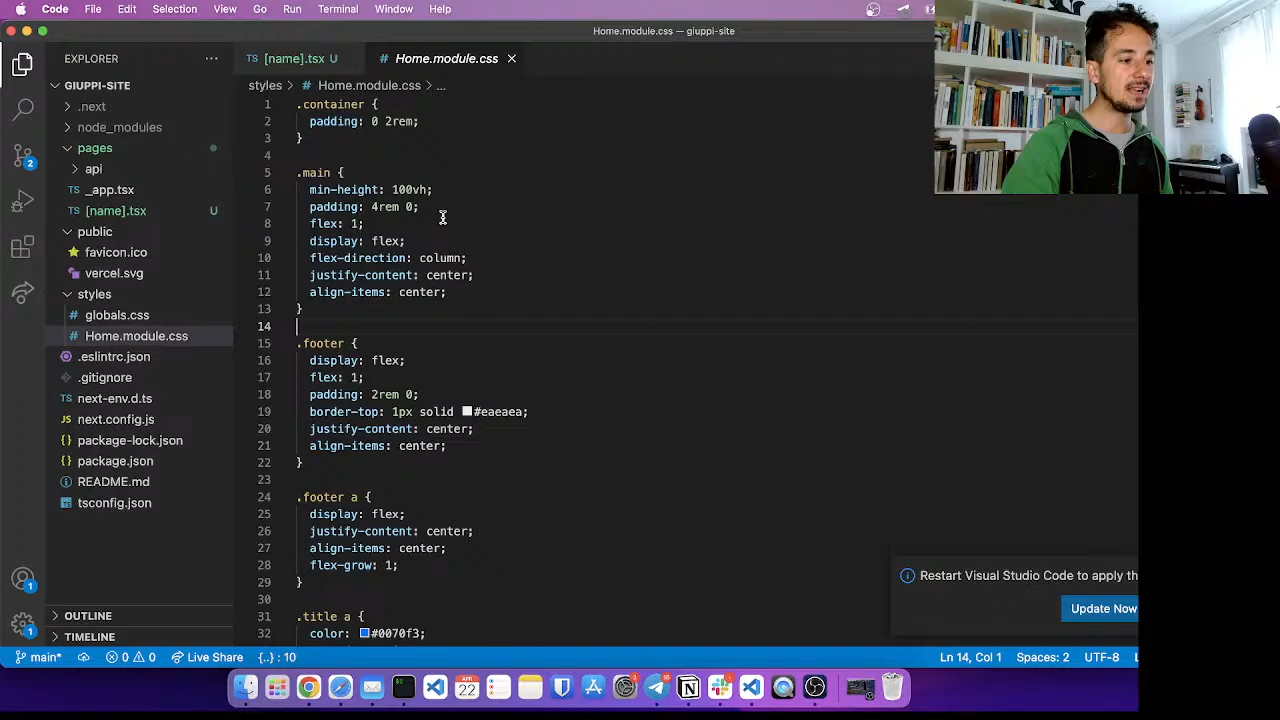 Code File Edit Selection View Go Run Terminal Window Help
Home.module.css — giuppi-site
EXPLORER
GIUPPI-SITE
.next
node_modules
pages
api
_app.tsx
[name].tsx U
public
favicon.ico
vercel.svg
styles
globals.css
Home.module.css
.eslintrc.json
.gitignore
next-env.d.ts
next.config.js
package-lock.json
package.json
README.md
tsconfig.json
OUTLINE
TIMELINE
TS [name].tsx U # Home.module.css
styles > # Home.module.css > ...
1 .container {
2 padding: 0 2rem;
3 }
4
5 .main {
6 min-height: 100vh;
7 padding: 4rem 0;
8 flex: 1;
9 display: flex;
10 flex-direction: column;
11 justify-content: center;
12 align-items: center;
13 }
14
15 .footer {
16 display: flex;
17 flex: 1;
18 padding: 2rem 0;
19 border-top: 1px solid #eaeaea;
20 justify-content: center;
21 align-items: center;
22 }
23
24 .footer a {
25 display: flex;
26 justify-content: center;
27 align-items: center;
28 flex-grow: 1;
29 }
30
31 .title a {
32 color: #0070f3;
Restart Visual Studio Code to apply th
Update Now
main* 0 0 Live Share {..} : 10 Ln 14, Col 1 Spaces: 2 UTF-8 L
APR
22